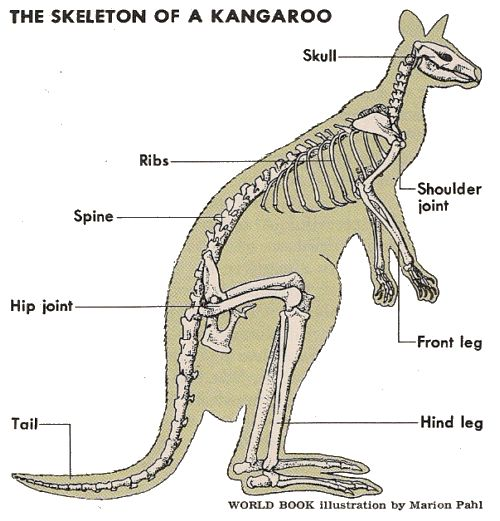 THE SKELETON OF A KANGAROO
Skull
Ribs
Shoulder
joint
Spine
Hip joint
Front leg
Tail
Hind leg
WORLD BOOK illustration by Marion Pahl